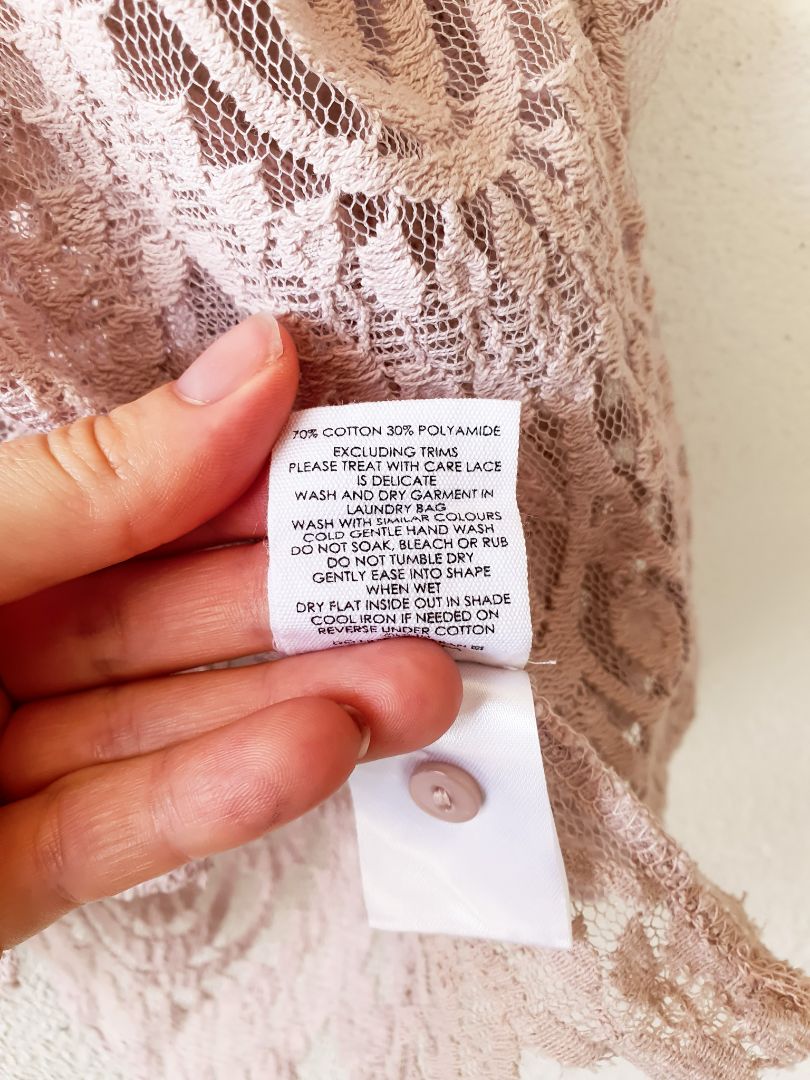 70% COTTON 30% POLYAMIDE
EXCLUDING TRIMS
PLEASE TREAT WITH CARE LACE
IS DELICATE
WASH AND DRY GARMENT IN
LAUNDRY BAG
WASH WITH SIMILAR COLOURS
COLD GENTLE HAND WASH
DO NOT SOAK, BLEACH OR RUB
DO NOT TUMBLE DRY
GENTLY EASE INTO SHAPE
WHEN WET
DRY FLAT INSIDE OUT IN SHADE
COOL IRON IF NEEDED ON
REVERSE UNDER COTTON